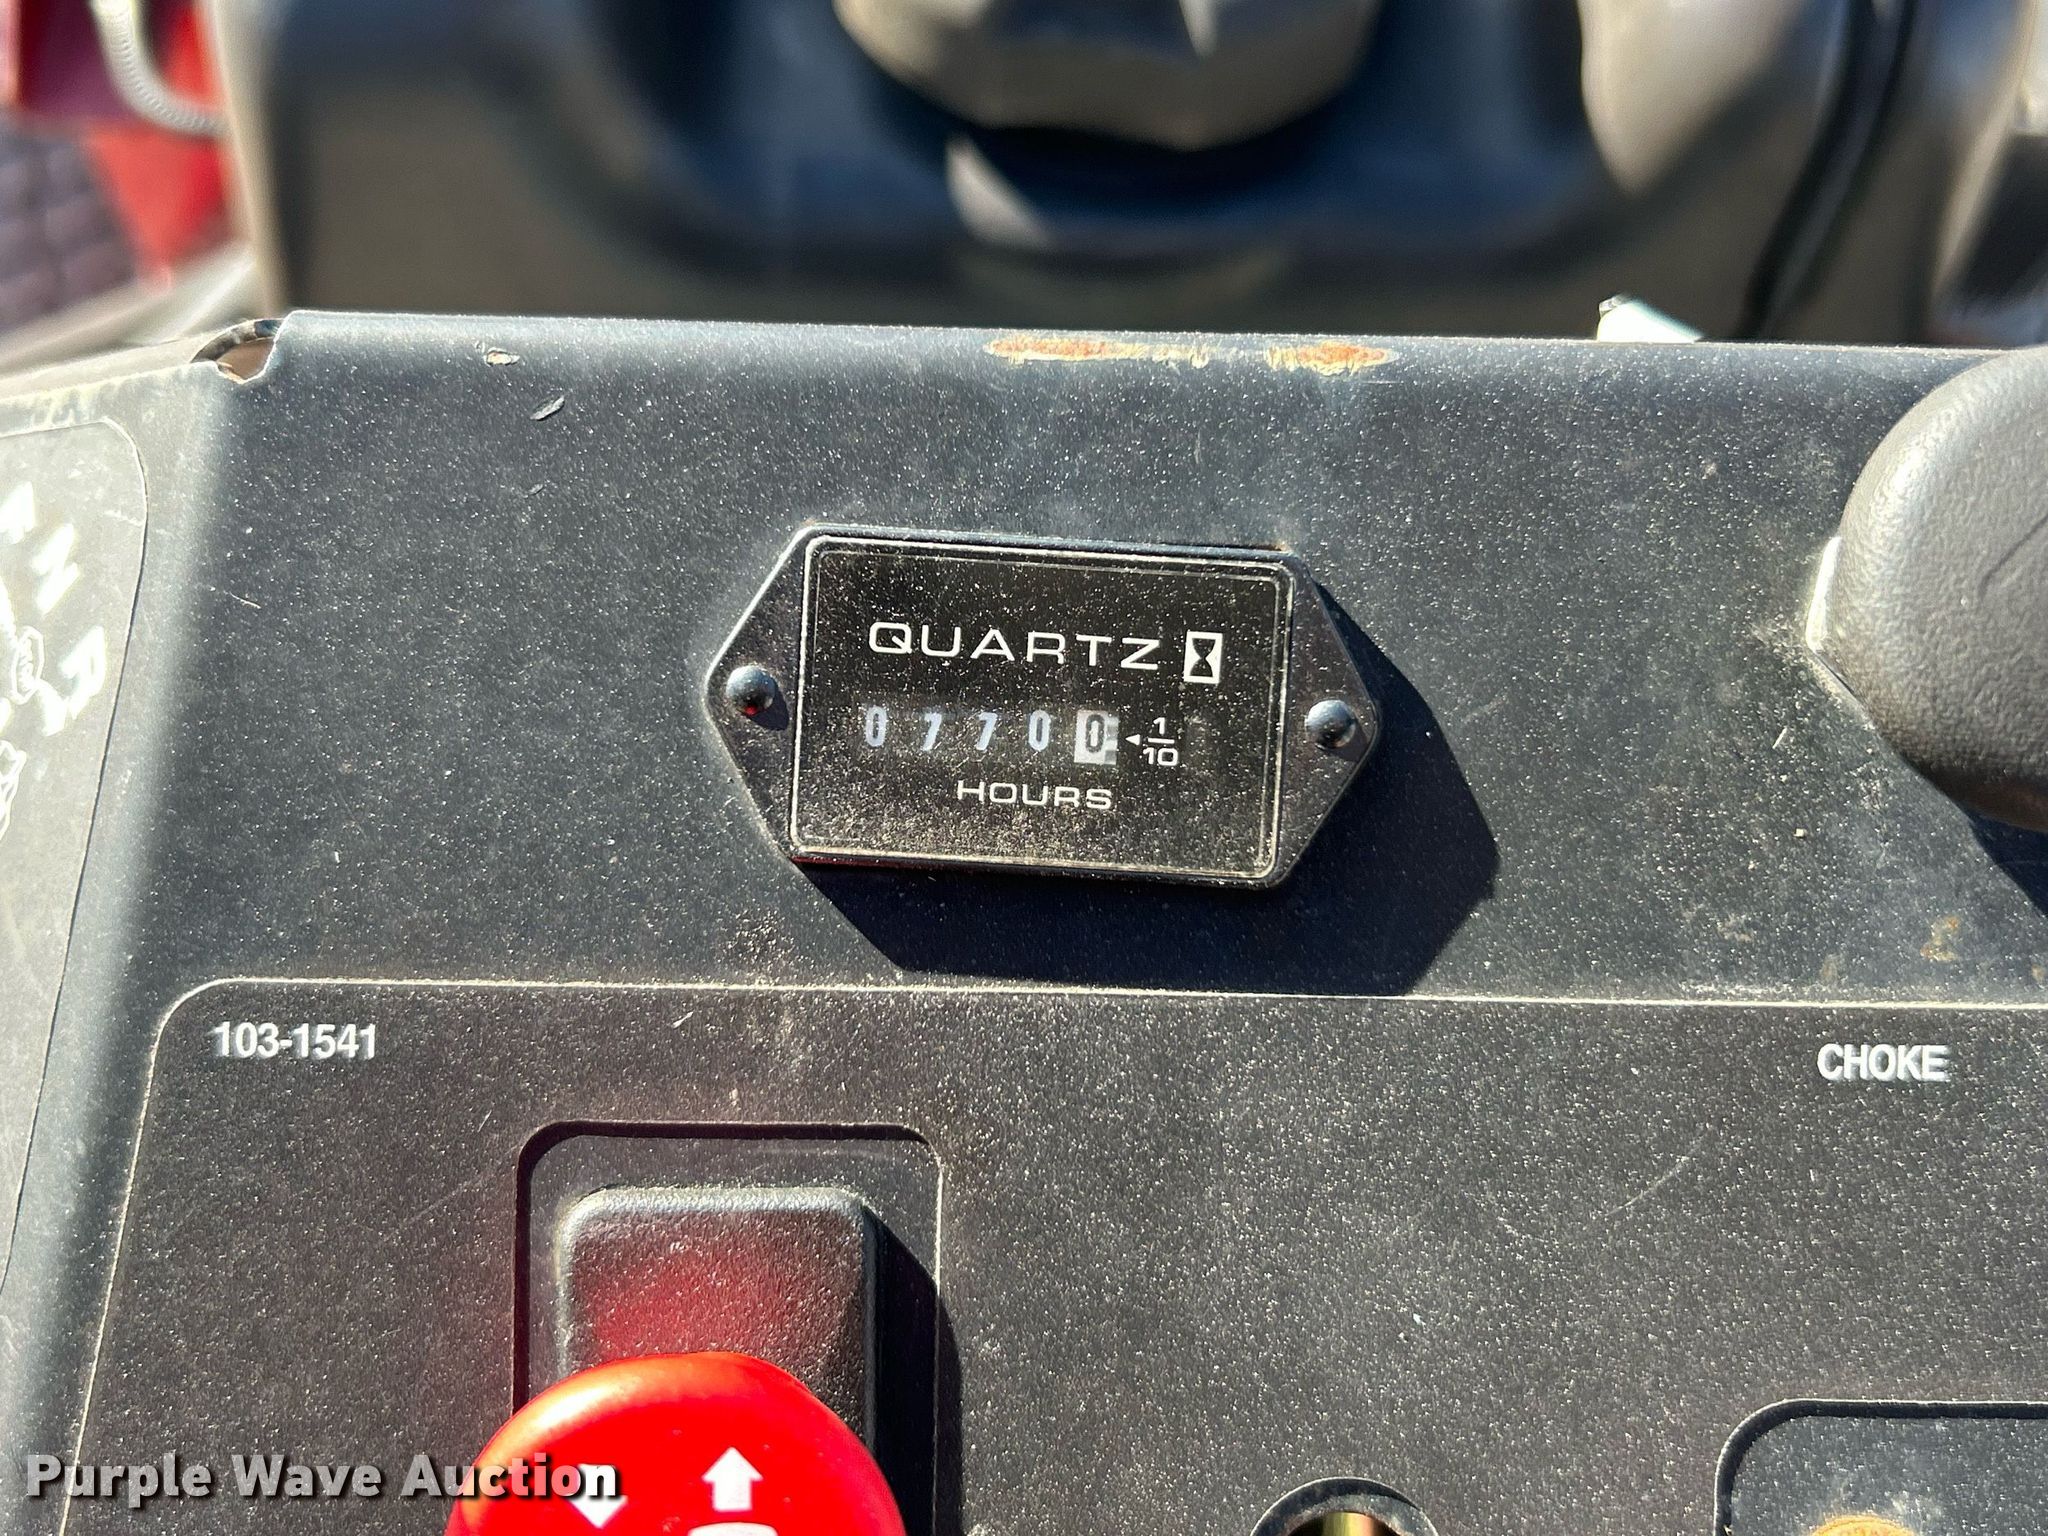 QUARTZ
07700 1/10
HOURS
103-1541
CHOKE
Purple Wave Auction